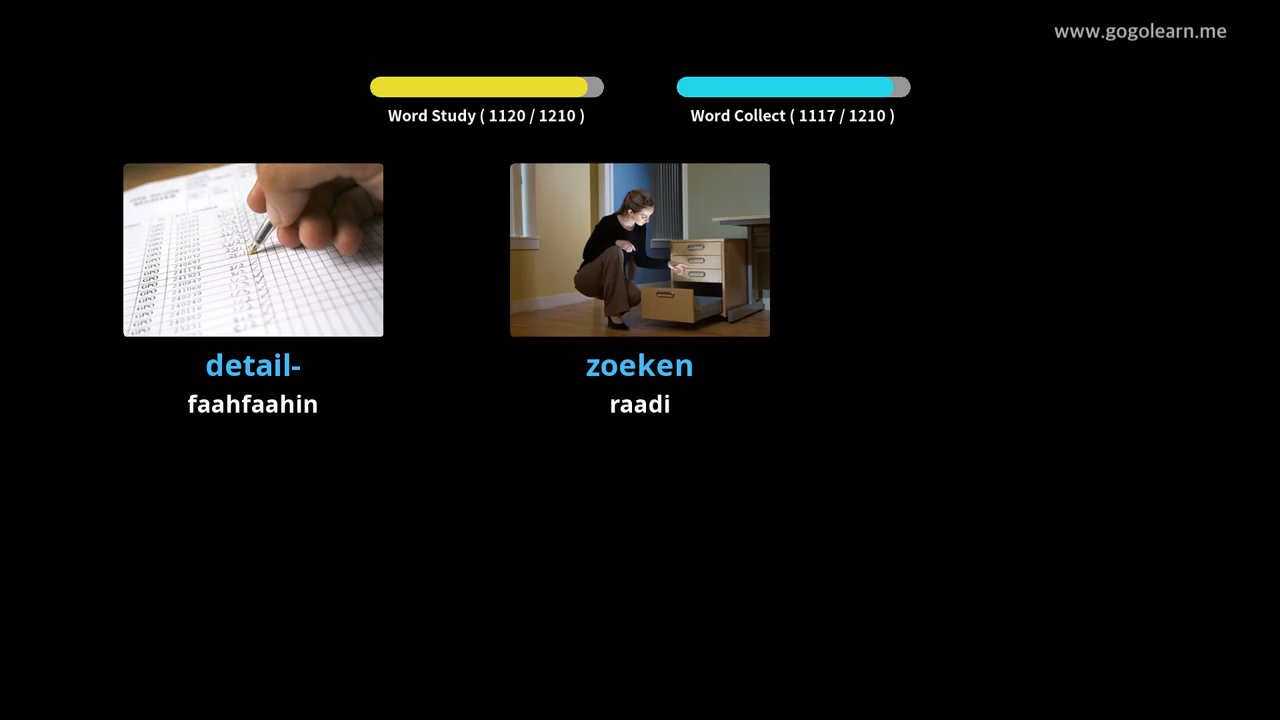 www.gogolearn.me
Word Study ( 1120 / 1210 )
Word Collect ( 1117 / 1210 )
detail-
faahfaahin
zoeken
raadi